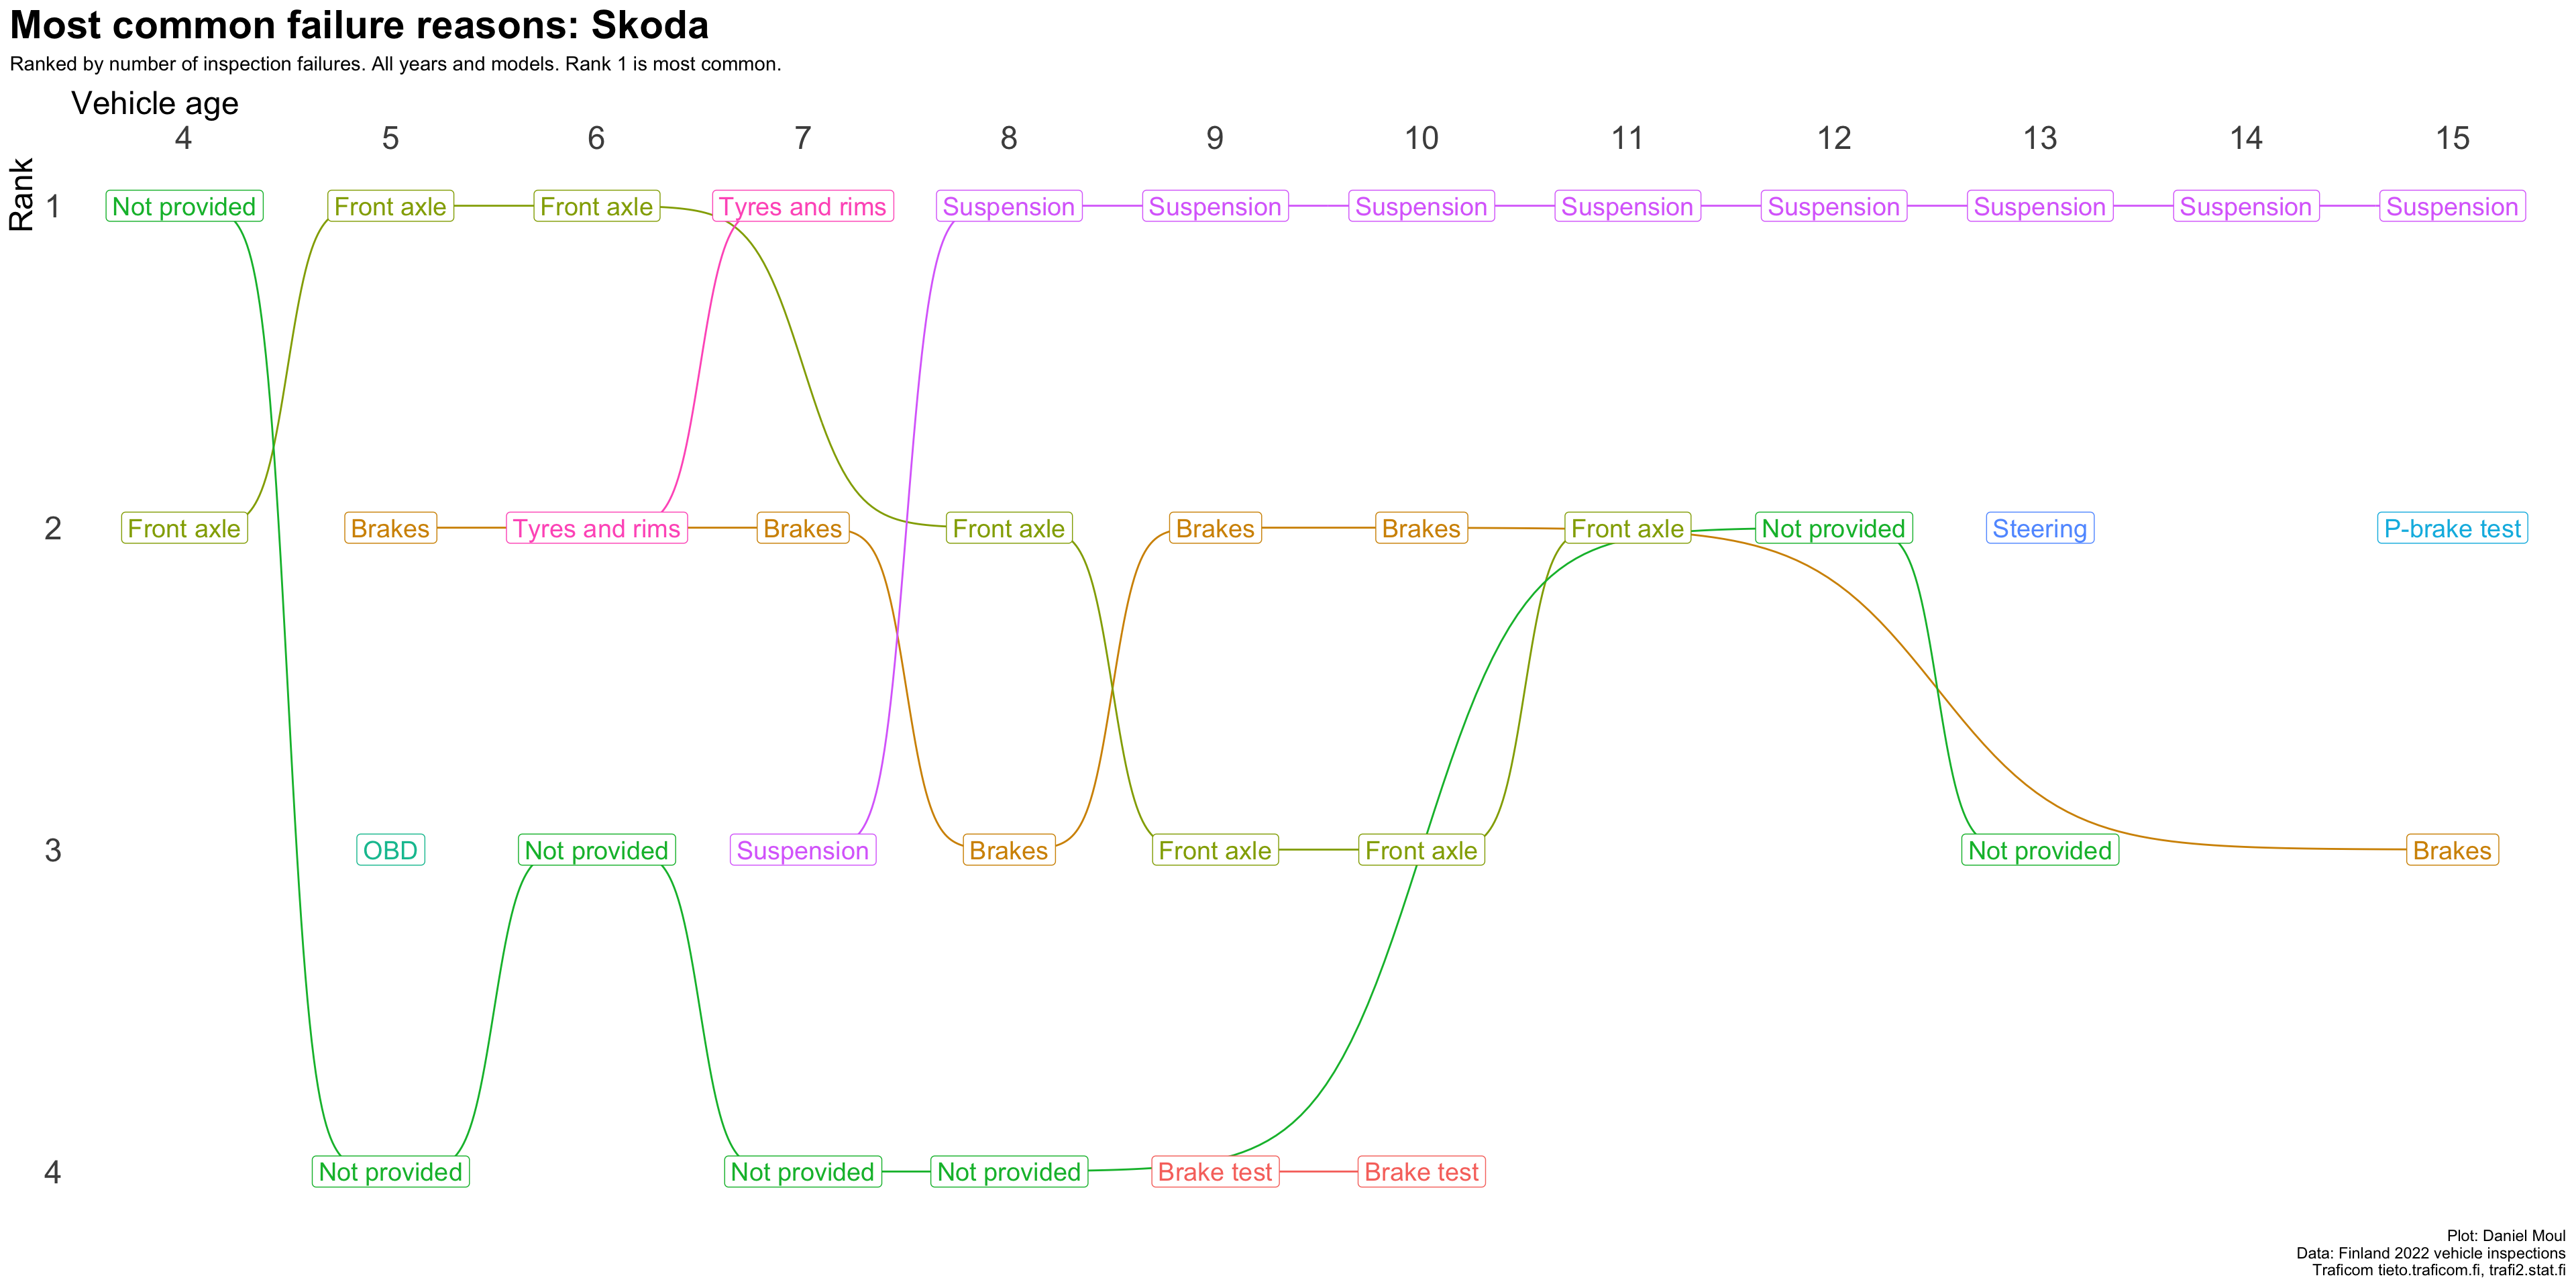 Most common failure reasons: Skoda
Ranked by number of inspection failures. All years and models. Rank 1 is most common.
Vehicle age
4 5 6 7 8 9 10 11 12 13 14 15
Rank
1 Not provided Front axle Front axle Tyres and rims Suspension Suspension Suspension Suspension Suspension Suspension Suspension Suspension
2 Front axle Brakes Tyres and rims Brakes Front axle Brakes Brakes Front axle Not provided Steering P-brake test
3 OBD Not provided Suspension Brakes Front axle Front axle Not provided Brakes
4 Not provided Not provided Not provided Brake test Brake test
Plot: Daniel Moul
Data: Finland 2022 vehicle inspections
Traficom tieto.traficom.fi, trafi2.stat.fi